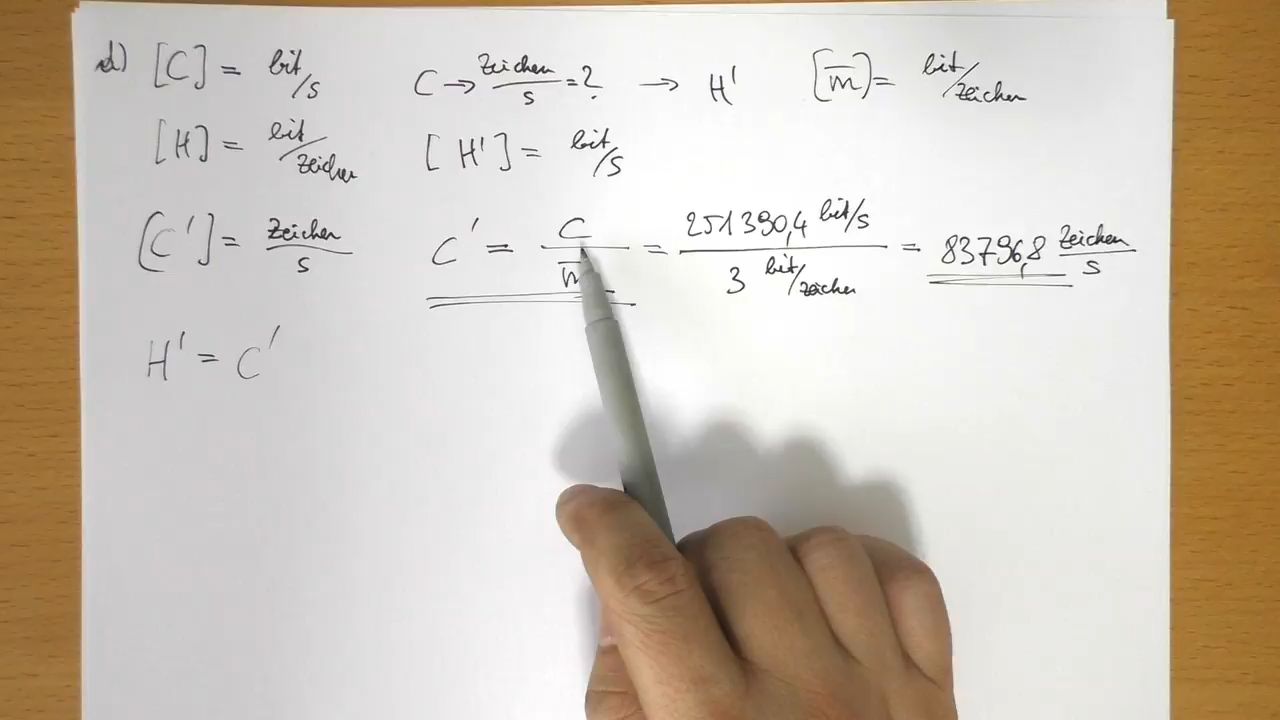 d) [C] = bit/s C → Zeichen/s = ? → H' [m̅] = bit/Zeichen
[H] = bit/Zeichen [H'] = bit/s
[C'] = Zeichen/s C' = C/m̅ = 251390,4 bit/s / 3 bit/Zeichen = 83796,8 Zeichen/s
H' = C'